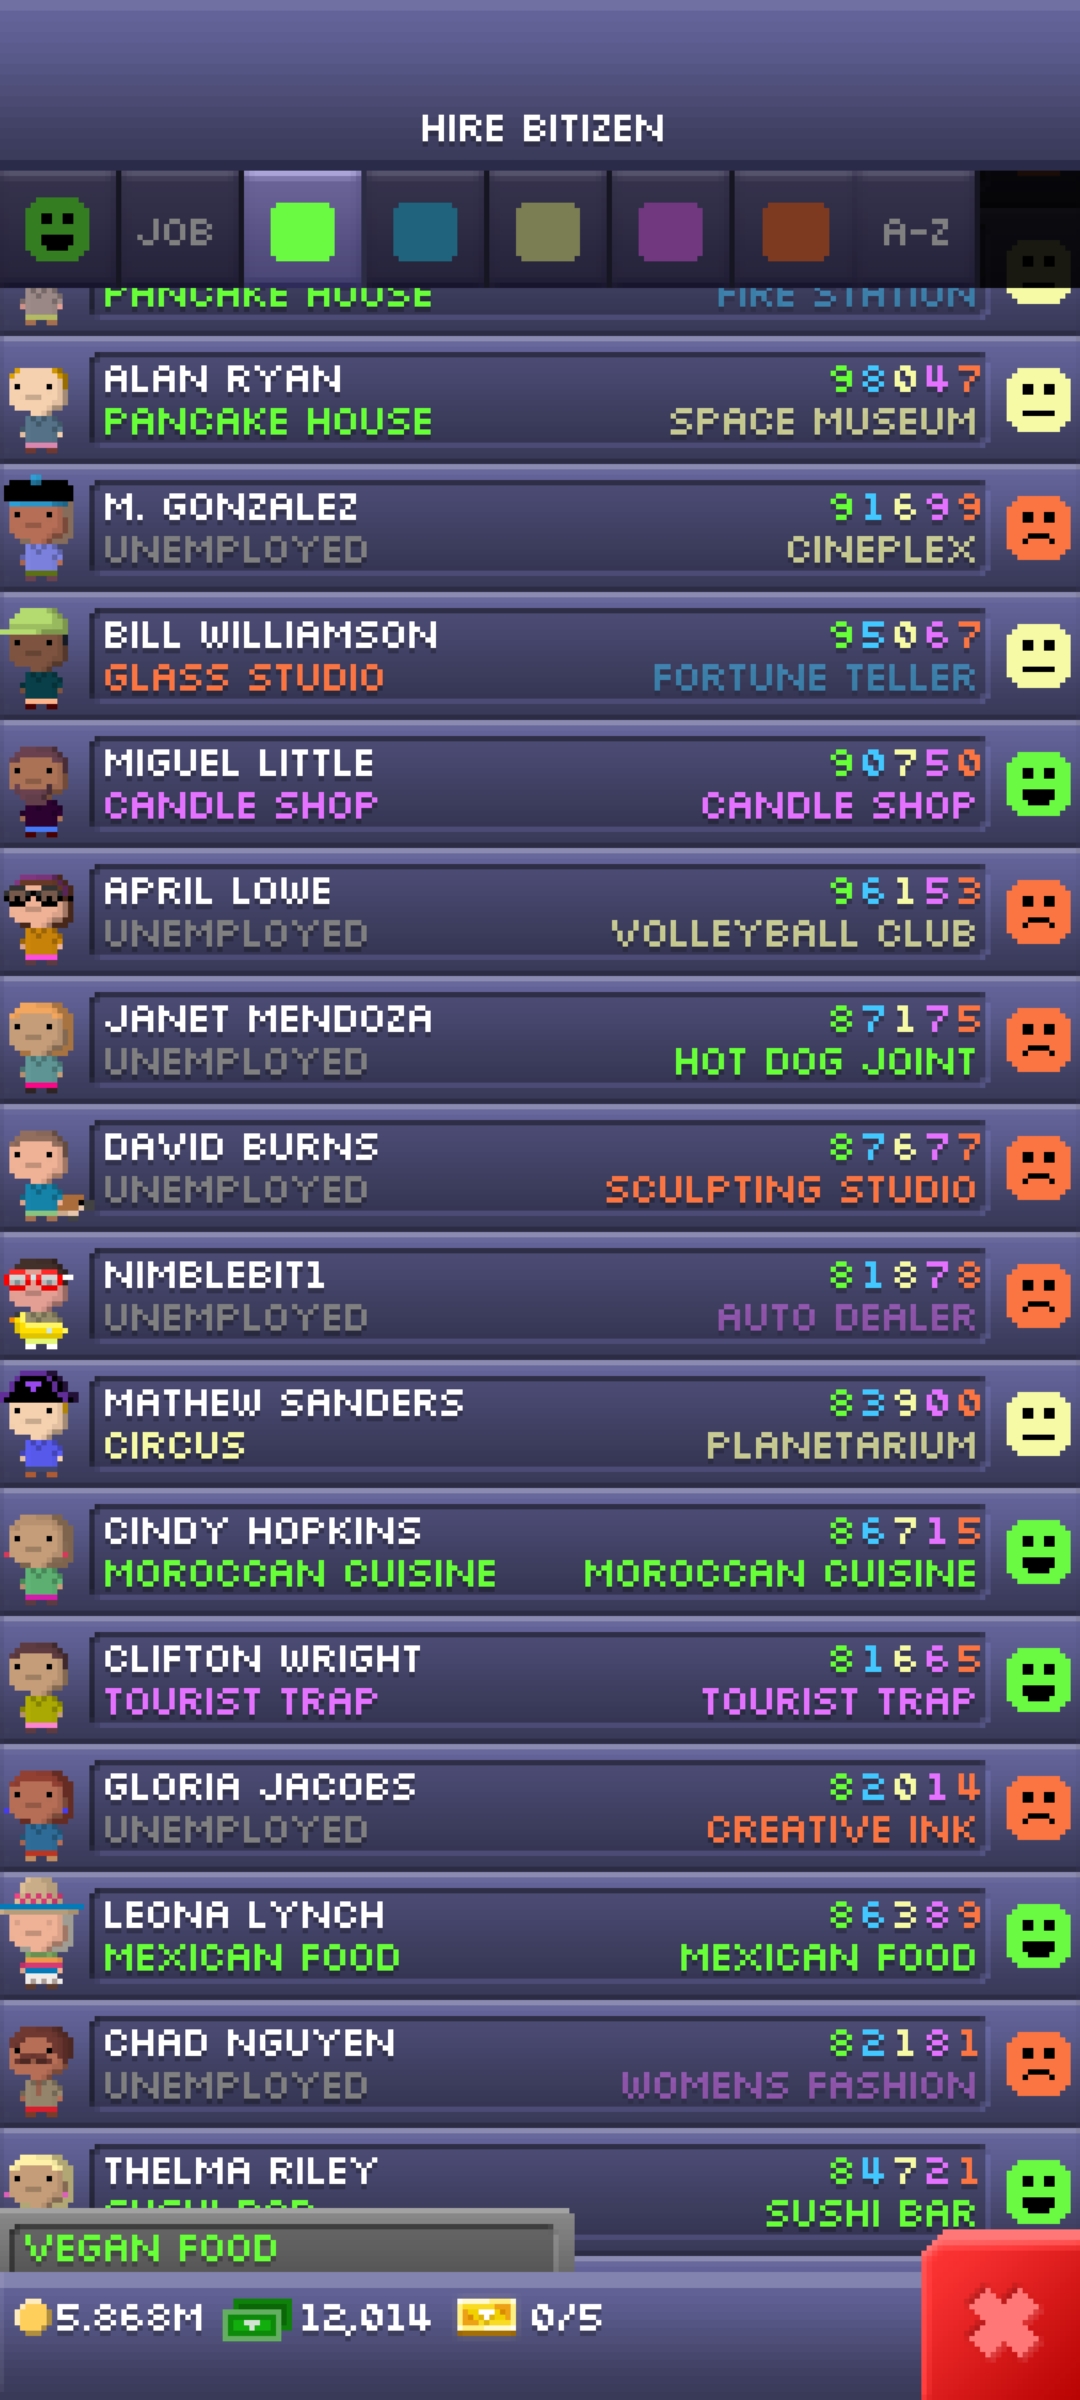 HIRE BITIZEN
JOB
A-Z
PANCAKE HOUSE FIRE STATION
ALAN RYAN 98047
PANCAKE HOUSE SPACE MUSEUM
M. GONZALEZ 91699
UNEMPLOYED CINEPLEX
BILL WILLIAMSON 95067
GLASS STUDIO FORTUNE TELLER
MIGUEL LITTLE 90750
CANDLE SHOP CANDLE SHOP
APRIL LOWE 96153
UNEMPLOYED VOLLEYBALL CLUB
JANET MENDOZA 87175
UNEMPLOYED HOT DOG JOINT
DAVID BURNS 87677
UNEMPLOYED SCULPTING STUDIO
NIMBLEBIT1 81878
UNEMPLOYED AUTO DEALER
MATHEW SANDERS 83900
CIRCUS PLANETARIUM
CINDY HOPKINS 86715
MOROCCAN CUISINE MOROCCAN CUISINE
CLIFTON WRIGHT 81665
TOURIST TRAP TOURIST TRAP
GLORIA JACOBS 82014
UNEMPLOYED CREATIVE INK
LEONA LYNCH 86389
MEXICAN FOOD MEXICAN FOOD
CHAD NGUYEN 82181
UNEMPLOYED WOMENS FASHION
THELMA RILEY 84721
SUSHI BAR SUSHI BAR
VEGAN FOOD
5.868M 12,014 0/5